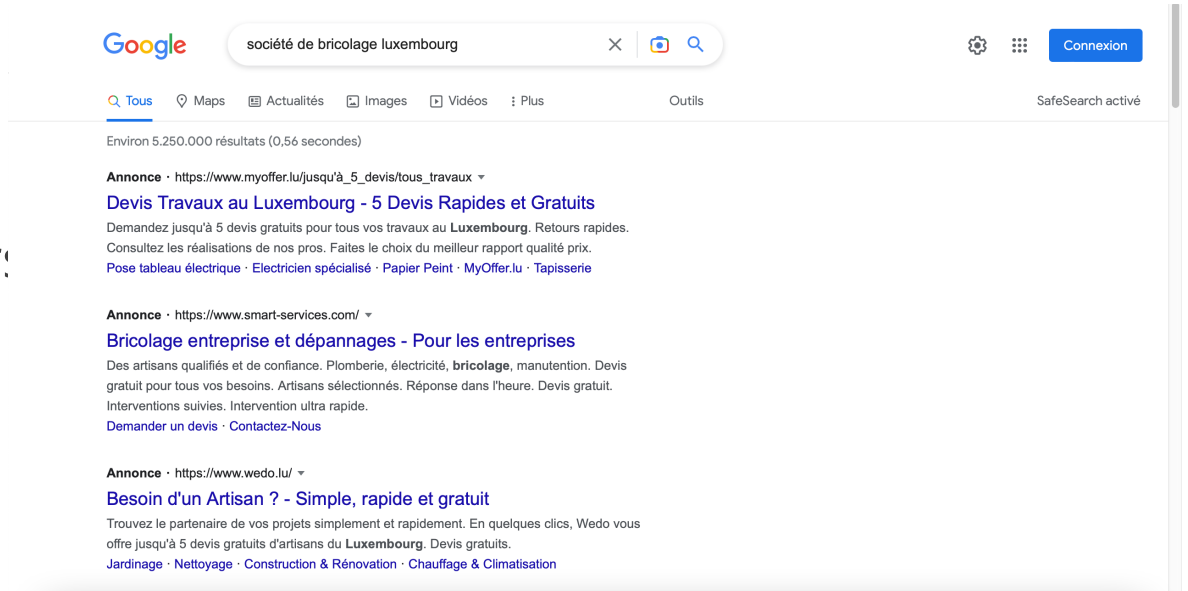 Google
société de bricolage luxembourg
Connexion
Tous
Maps
Actualités
Images
Vidéos
Plus
Outils
SafeSearch activé
Environ 5.250.000 résultats (0,56 secondes)
Annonce · https://www.myoffer.lu/jusqu'à_5_devis/tous_travaux
Devis Travaux au Luxembourg - 5 Devis Rapides et Gratuits
Demandez jusqu'à 5 devis gratuits pour tous vos travaux au Luxembourg. Retours rapides.
Consultez les réalisations de nos pros. Faites le choix du meilleur rapport qualité prix.
Pose tableau électrique · Electricien spécialisé · Papier Peint · MyOffer.lu · Tapisserie
Annonce · https://www.smart-services.com/
Bricolage entreprise et dépannages - Pour les entreprises
Des artisans qualifiés et de confiance. Plomberie, électricité, bricolage, manutention. Devis
gratuit pour tous vos besoins. Artisans sélectionnés. Réponse dans l'heure. Devis gratuit.
Interventions suivies. Intervention ultra rapide.
Demander un devis · Contactez-Nous
Annonce · https://www.wedo.lu/
Besoin d'un Artisan ? - Simple, rapide et gratuit
Trouvez le partenaire de vos projets simplement et rapidement. En quelques clics, Wedo vous
offre jusqu'à 5 devis gratuits d'artisans du Luxembourg. Devis gratuits.
Jardinage · Nettoyage · Construction & Rénovation · Chauffage & Climatisation